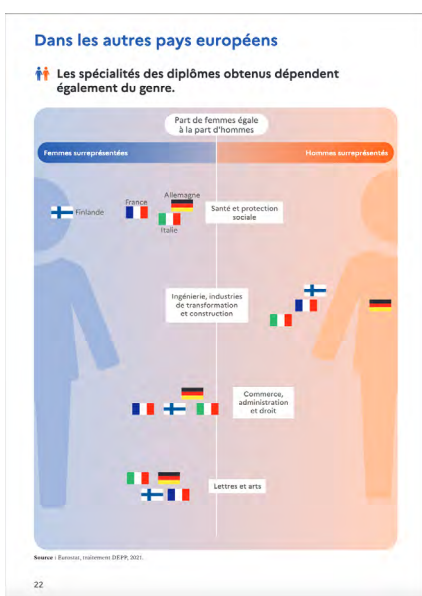 Dans les autres pays européens
Les spécialités des diplômes obtenus dépendent
également du genre.
Part de femmes égale
à la part d'hommes
Femmes surreprésentées
Hommes surreprésentés
Finlande
France
Allemagne
Italie
Santé et protection
sociale
Ingénierie, industries
de transformation
et construction
Commerce,
administration
et droit
Lettres et arts
Source : Eurostat, traitement DEPP, 2021.
22